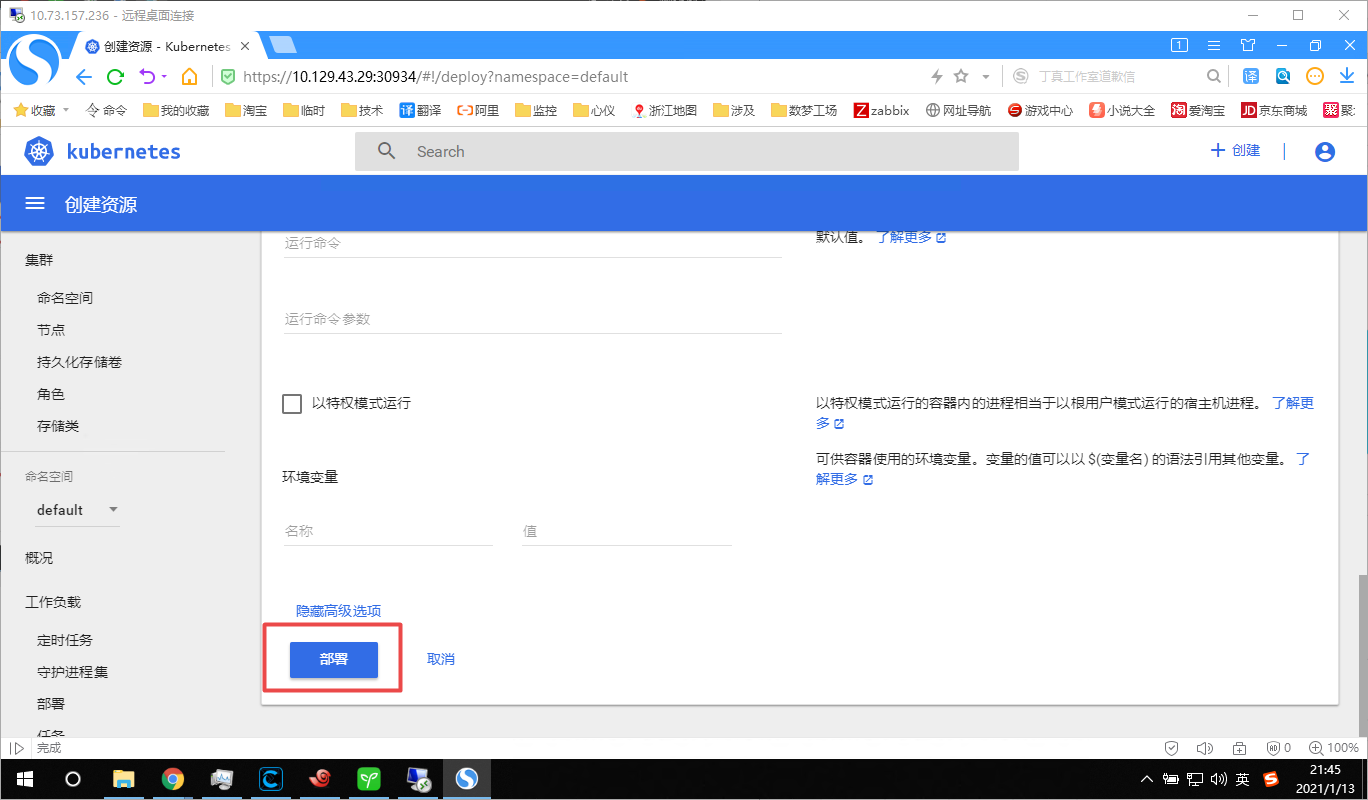 10.73.157.236 - 远程桌面连接
创建资源 - Kubernetes
1
https://10.129.43.29:30934/#!/deploy?namespace=default
丁真工作室道歉信
译
收藏 命令 我的收藏 淘宝 临时 技术 译 翻译 阿里 监控 心仪 浙江地图 涉及 数梦工场 Z zabbix 网址导航 游戏中心 小说大全 淘 爱淘宝 JD 京东商城 聚 聚:
kubernetes
Search
创建
创建资源
集群
命名空间
节点
持久化存储卷
角色
存储类
命名空间
default
概况
工作负载
定时任务
守护进程集
部署
任务
运行命令
默认值。 了解更多
运行命令参数
以特权模式运行
以特权模式运行的容器内的进程相当于以根用户模式运行的宿主机进程。 了解更
多
环境变量
可供容器使用的环境变量。变量的值可以以 $(变量名) 的语法引用其他变量。 了
解更多
名称
值
隐藏高级选项
部署
取消
完成
0
100%
英
21:45
2021/1/13